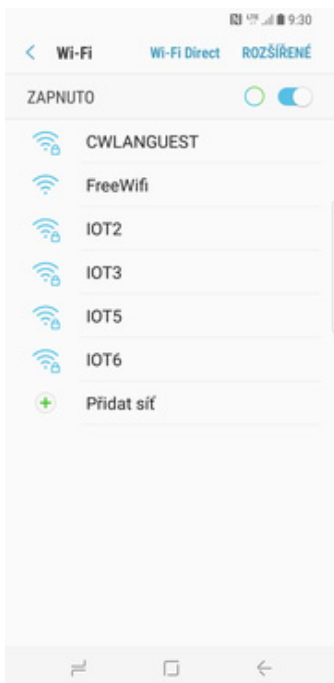 9:30
Wi-Fi Wi-Fi Direct ROZŠÍŘENÉ
ZAPNUTO
CWLANGUEST
FreeWifi
IOT2
IOT3
IOT5
IOT6
Přidat síť